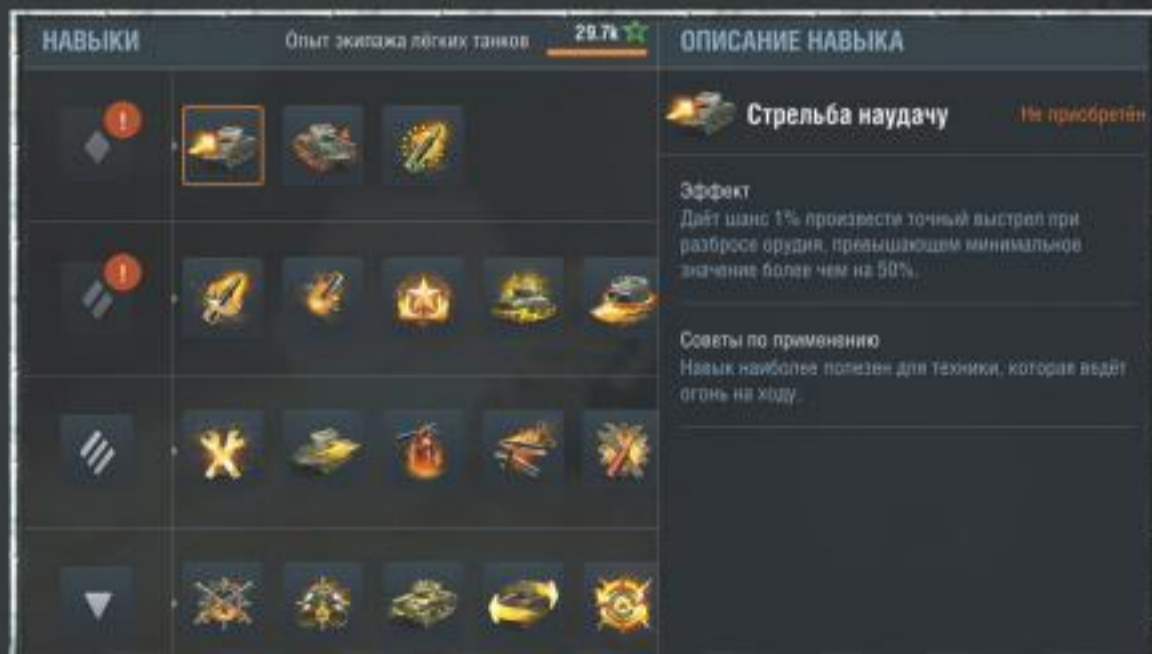 НАВЫКИ
Опыт экипажа лёгких танков
29.7k
ОПИСАНИЕ НАВЫКА
Стрельба наудачу
Не приобретён
Эффект
Даёт шанс 1% произвести точный выстрел при
разбросе орудия, превышающем минимальное
значение более чем на 50%.
Советы по применению
Навык наиболее полезен для техники, которая ведёт
огонь на ходу.